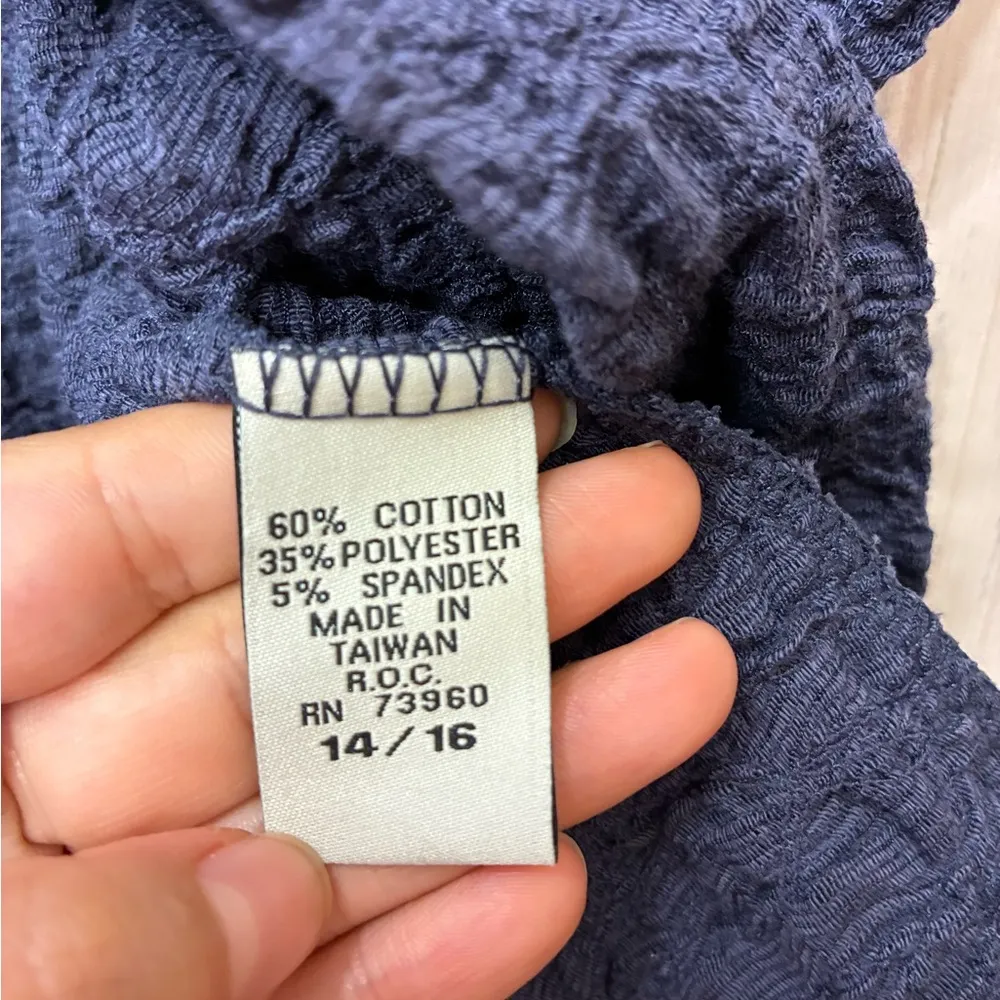 60% COTTON
35% POLYESTER
5% SPANDEX
MADE IN
TAIWAN
R.O.C.
RN 73960
14/16